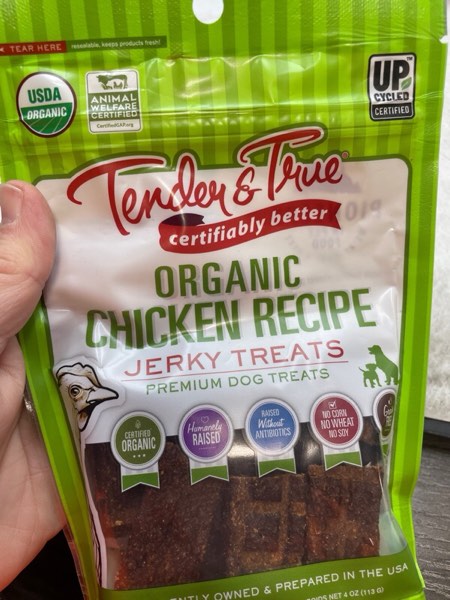 TEAR HERE
resealable, keeps products fresh!
USDA
ORGANIC
ANIMAL
WELFARE
CERTIFIED
CertifiedGAP.org
UP
CYCLED
CERTIFIED
Tender & True®
certifiably better
ORGANIC
CHICKEN RECIPE
JERKY TREATS
PREMIUM DOG TREATS
CERTIFIED
ORGANIC
Humanely
RAISED
RAISED
Without
ANTIBIOTICS
NO CORN
NO WHEAT
NO SOY
OWNED & PREPARED IN THE USA
NET 4 OZ (113 G)